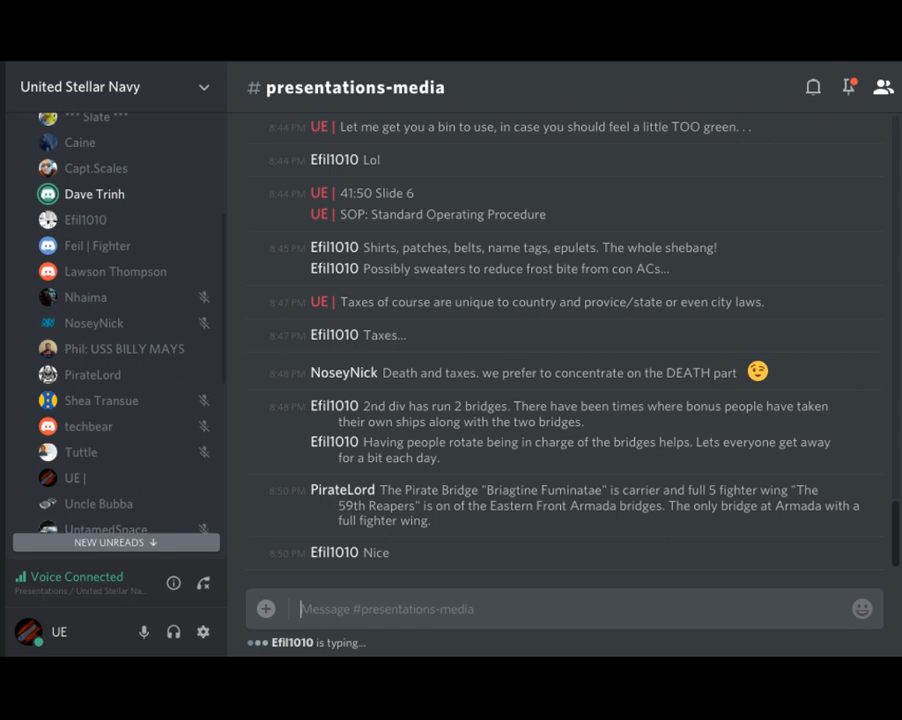 United Stellar Navy
# presentations-media
*** Slate ***
Caine
Capt.Scales
Dave Trinh
Efil1010
Feil | Fighter
Lawson Thompson
Nhaima
NoseyNick
Phil: USS BILLY MAYS
PirateLord
Shea Transue
techbear
Tuttle
UE |
Uncle Bubba
UntamedSpace
NEW UNREADS ↓
Voice Connected
Presentations / United Stellar Na...
UE
8:44 PM UE | Let me get you a bin to use, in case you should feel a little TOO green. . .
8:44 PM Efil1010 Lol
8:44 PM UE | 41:50 Slide 6
UE | SOP: Standard Operating Procedure
8:45 PM Efil1010 Shirts, patches, belts, name tags, epulets. The whole shebang!
Efil1010 Possibly sweaters to reduce frost bite from con ACs...
8:47 PM UE | Taxes of course are unique to country and provice/state or even city laws.
8:47 PM Efil1010 Taxes...
8:48 PM NoseyNick Death and taxes. we prefer to concentrate on the DEATH part 😉
8:48 PM Efil1010 2nd div has run 2 bridges. There have been times where bonus people have taken
their own ships along with the two bridges.
Efil1010 Having people rotate being in charge of the bridges helps. Lets everyone get away
for a bit each day.
8:50 PM PirateLord The Pirate Bridge "Briagtine Fuminatae" is carrier and full 5 fighter wing "The
59th Reapers" is on of the Eastern Front Armada bridges. The only bridge at Armada with a
full fighter wing.
8:50 PM Efil1010 Nice
Message #presentations-media
Efil1010 is typing...